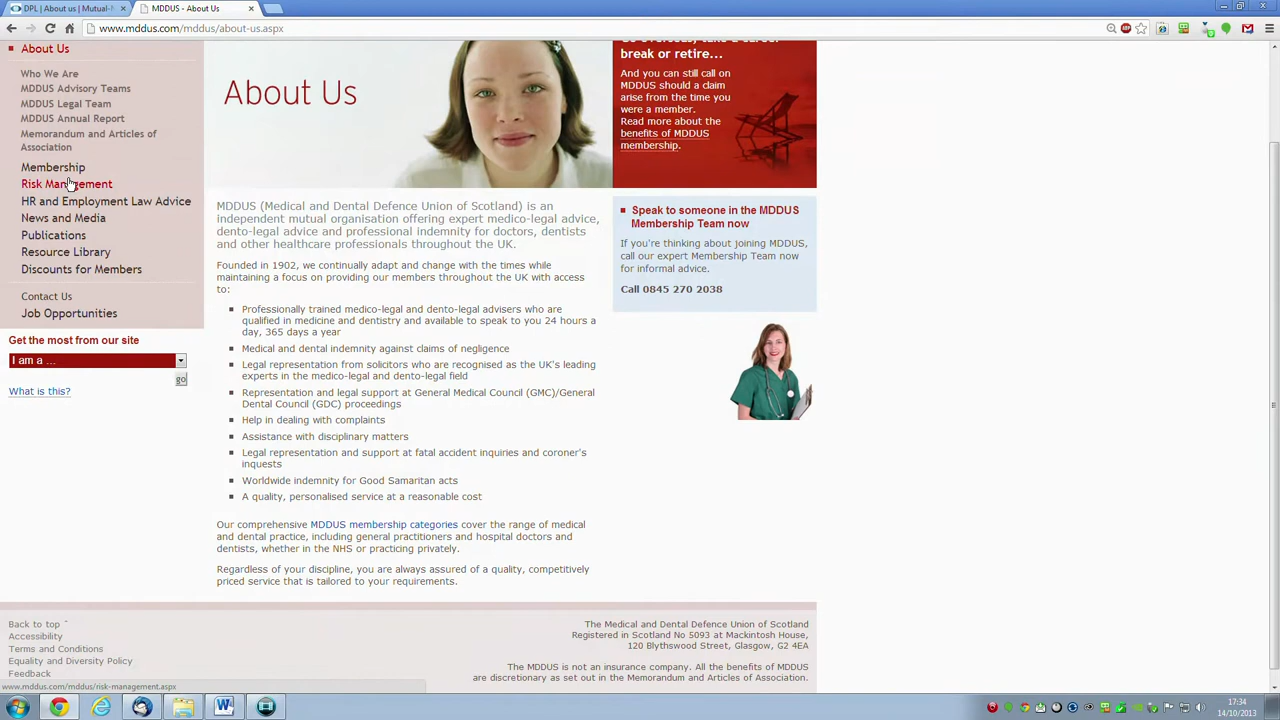 DPL | About us | Mutual-M
MDDUS - About Us
www.mddus.com/mddus/about-us.aspx
About Us
Who We Are
MDDUS Advisory Teams
MDDUS Legal Team
MDDUS Annual Report
Memorandum and Articles of
Association
Membership
Risk Management
HR and Employment Law Advice
News and Media
Publications
Resource Library
Discounts for Members
Contact Us
Job Opportunities
Get the most from our site
I am a ...
go
What is this?
About Us
break or retire...
And you can still call on
MDDUS should a claim
arise from the time you
were a member.
Read more about the
benefits of MDDUS
membership.
MDDUS (Medical and Dental Defence Union of Scotland) is an
independent mutual organisation offering expert medico-legal advice,
dento-legal advice and professional indemnity for doctors, dentists
and other healthcare professionals throughout the UK.
Founded in 1902, we continually adapt and change with the times while
maintaining a focus on providing our members throughout the UK with access
to:
Professionally trained medico-legal and dento-legal advisers who are
qualified in medicine and dentistry and available to speak to you 24 hours a
day, 365 days a year
Medical and dental indemnity against claims of negligence
Legal representation from solicitors who are recognised as the UK's leading
experts in the medico-legal and dento-legal field
Representation and legal support at General Medical Council (GMC)/General
Dental Council (GDC) proceedings
Help in dealing with complaints
Assistance with disciplinary matters
Legal representation and support at fatal accident inquiries and coroner's
inquests
Worldwide indemnity for Good Samaritan acts
A quality, personalised service at a reasonable cost
Our comprehensive MDDUS membership categories cover the range of medical
and dental practice, including general practitioners and hospital doctors and
dentists, whether in the NHS or practicing privately.
Regardless of your discipline, you are always assured of a quality, competitively
priced service that is tailored to your requirements.
Speak to someone in the MDDUS
Membership Team now
If you're thinking about joining MDDUS,
call our expert Membership Team now
for informal advice.
Call 0845 270 2038
Back to top ^
Accessibility
Terms and Conditions
Equality and Diversity Policy
Feedback
The Medical and Dental Defence Union of Scotland
Registered in Scotland No 5093 at Mackintosh House,
120 Blythswood Street, Glasgow, G2 4EA
The MDDUS is not an insurance company. All the benefits of MDDUS
are discretionary as set out in the Memorandum and Articles of Association.
www.mddus.com/mddus/risk-management.aspx
17:34
14/10/2013